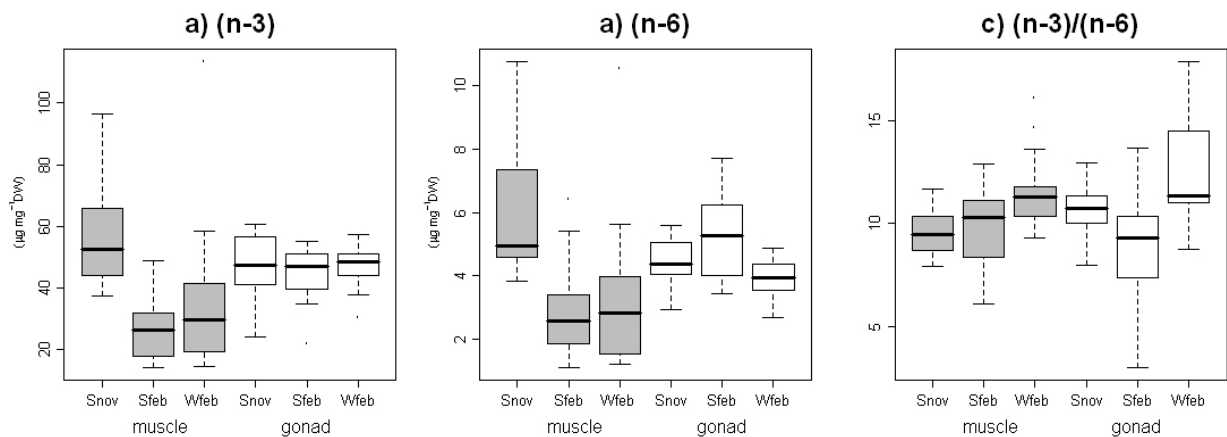 a) (n-3)
a) (n-6)
c) (n-3)/(n-6)
(µg mg⁻¹DW)
20
40
60
80
100
Snov Sfeb Wfeb Snov Sfeb Wfeb
muscle gonad
(µg mg⁻¹DW)
2
4
6
8
10
Snov Sfeb Wfeb Snov Sfeb Wfeb
muscle gonad
5
10
15
Snov Sfeb Wfeb Snov Sfeb Wfeb
muscle gonad